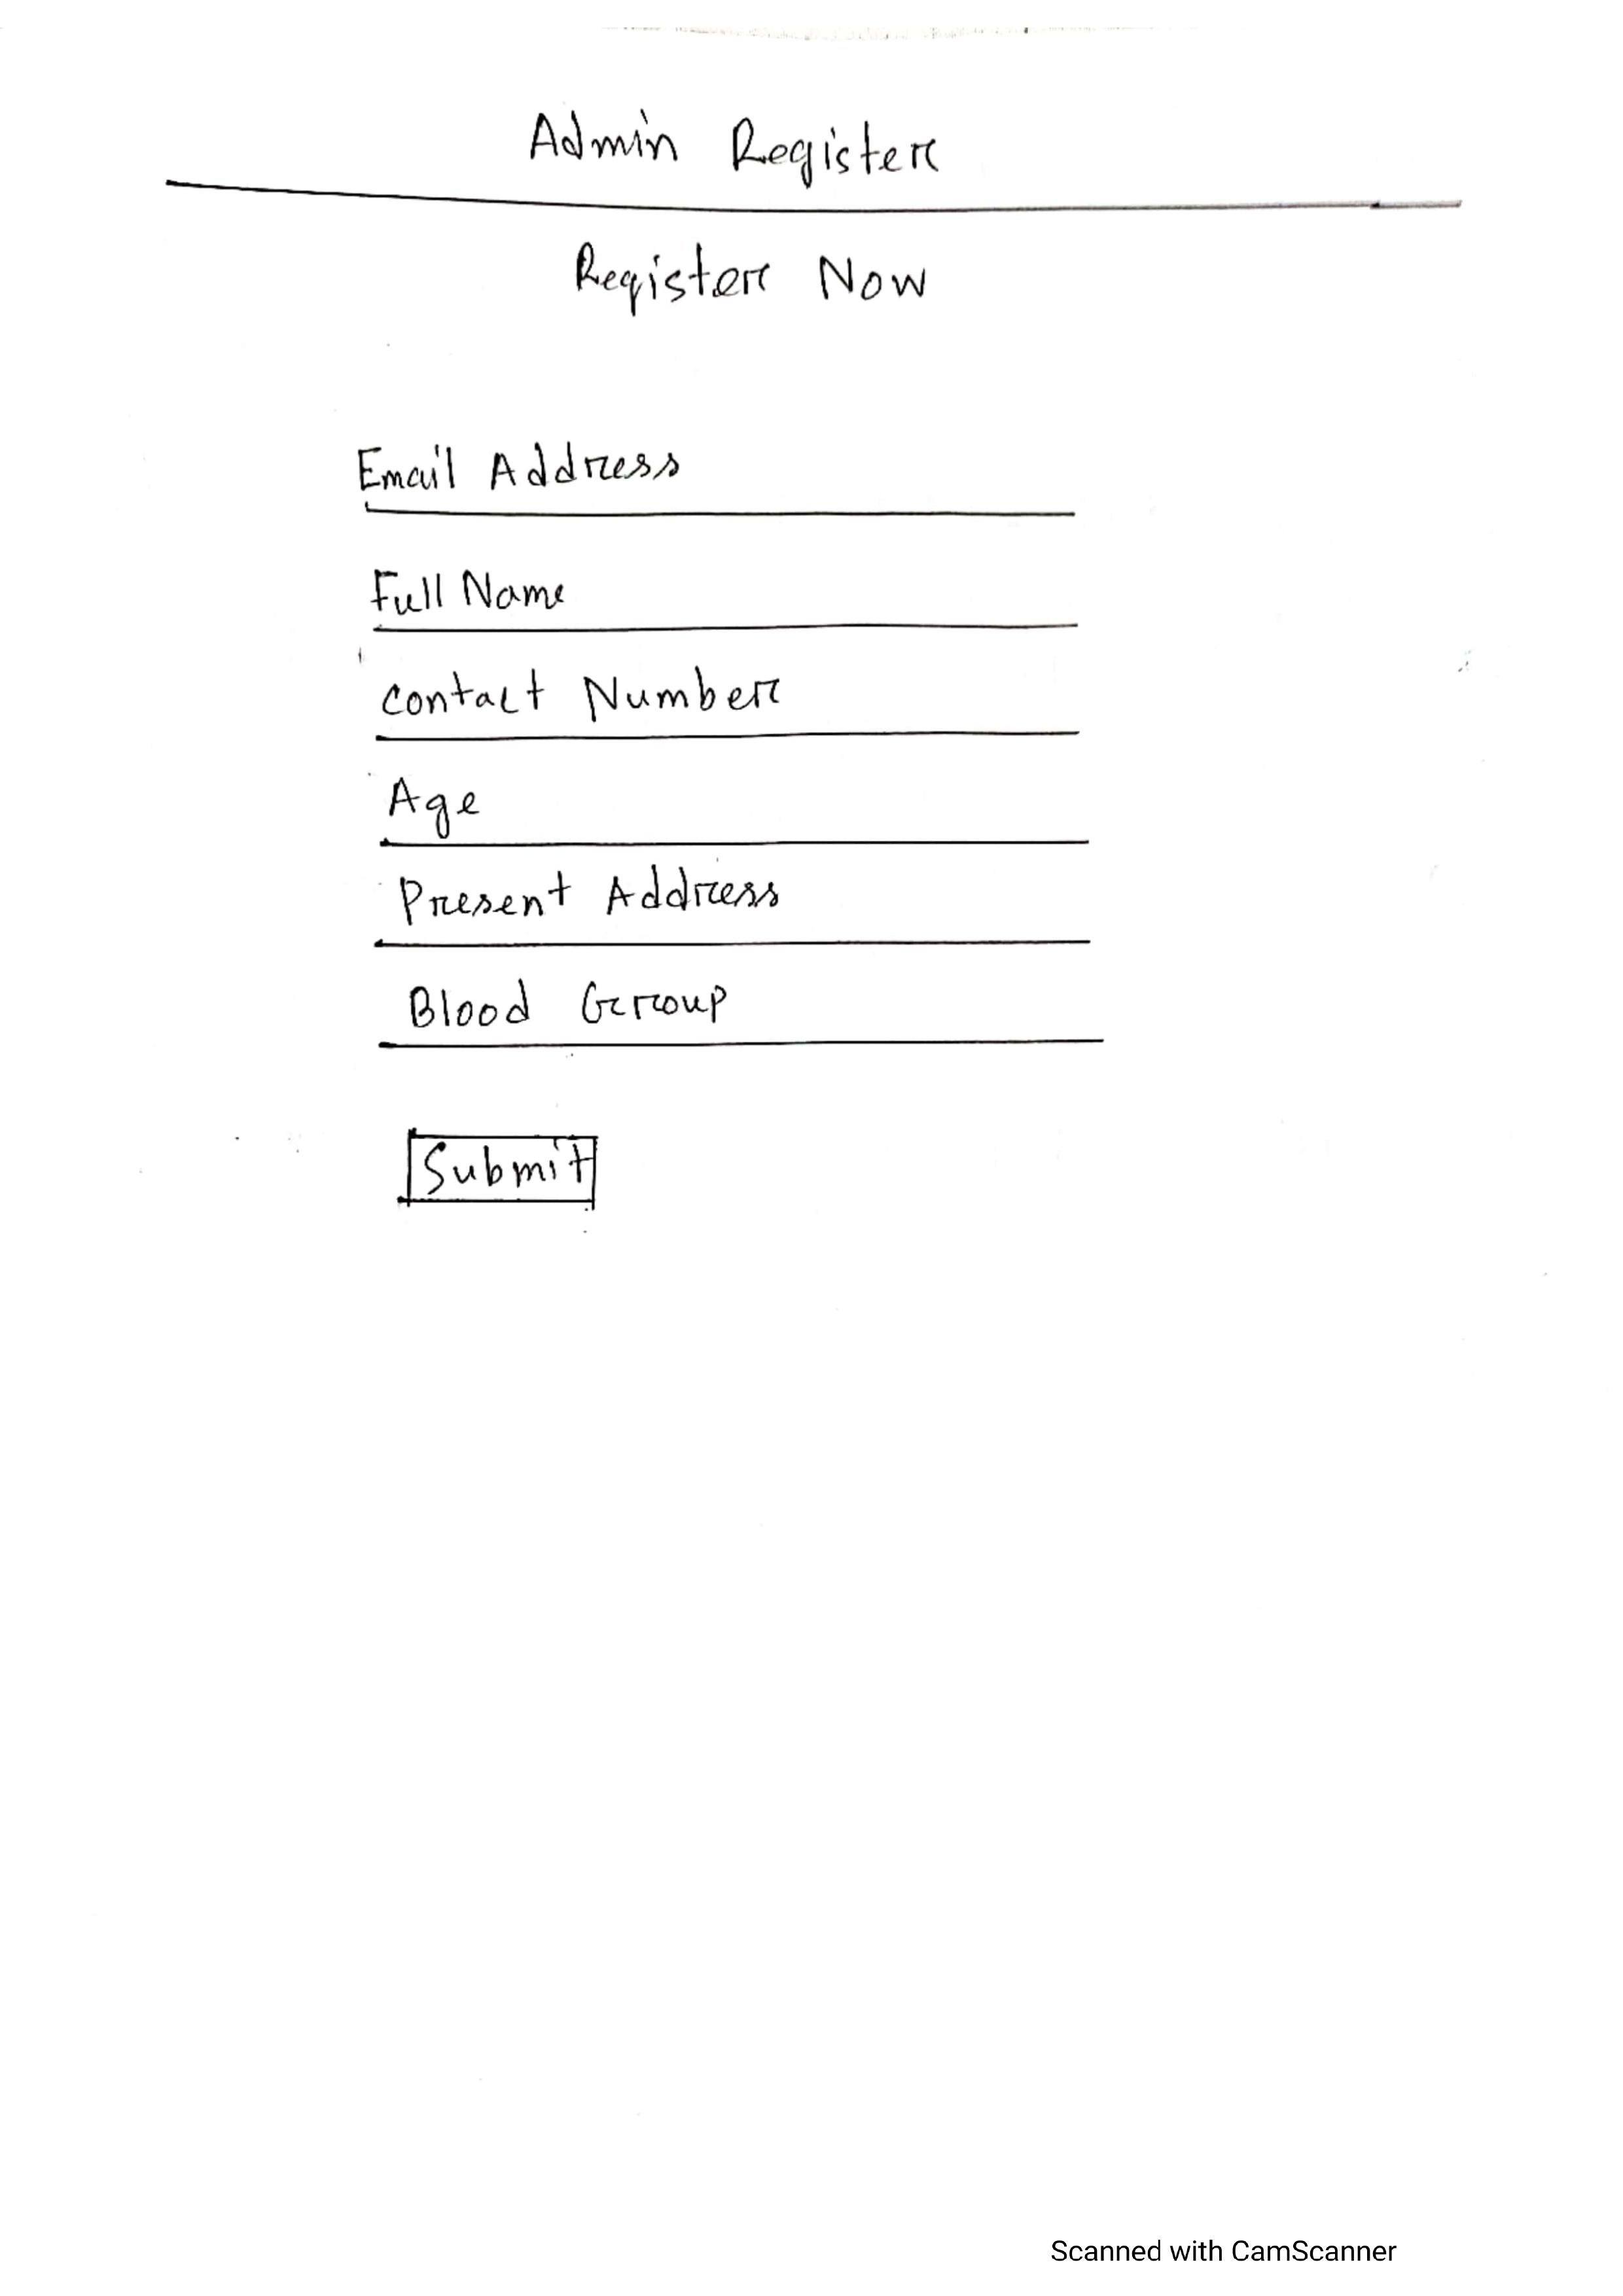 Admin Register
Register Now
Email Address
Full Name
contact Number
Age
Present Address
Blood Group
Submit
Scanned with CamScanner